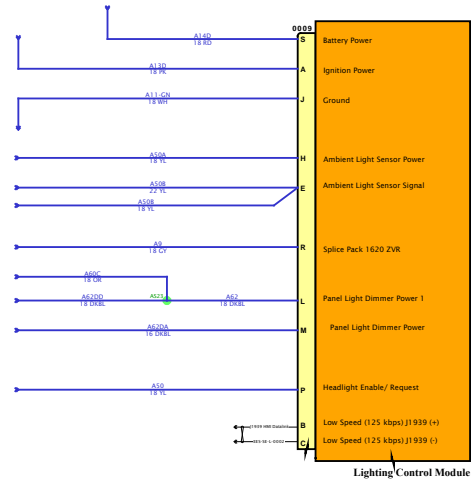 0009
A14D
18 RD
S
Battery Power
A13D
18 PK
A
Ignition Power
A11-GN
18 WH
J
Ground
A50A
18 YL
H
Ambient Light Sensor Power
A50B
22 YL
E
Ambient Light Sensor Signal
A50B
18 YL
A9
18 GY
R
Splice Pack 1620 ZVR
A60C
18 OR
A62DD
18 DKBL
A523
A62
18 DKBL
L
Panel Light Dimmer Power 1
A62DA
16 DKBL
M
Panel Light Dimmer Power
A50
18 YL
P
Headlight Enable/ Request
J1939 HMI Datalink
B
Low Speed (125 kbps) J1939 (+)
C
Low Speed (125 kbps) J1939 (-)
Lighting Control Module